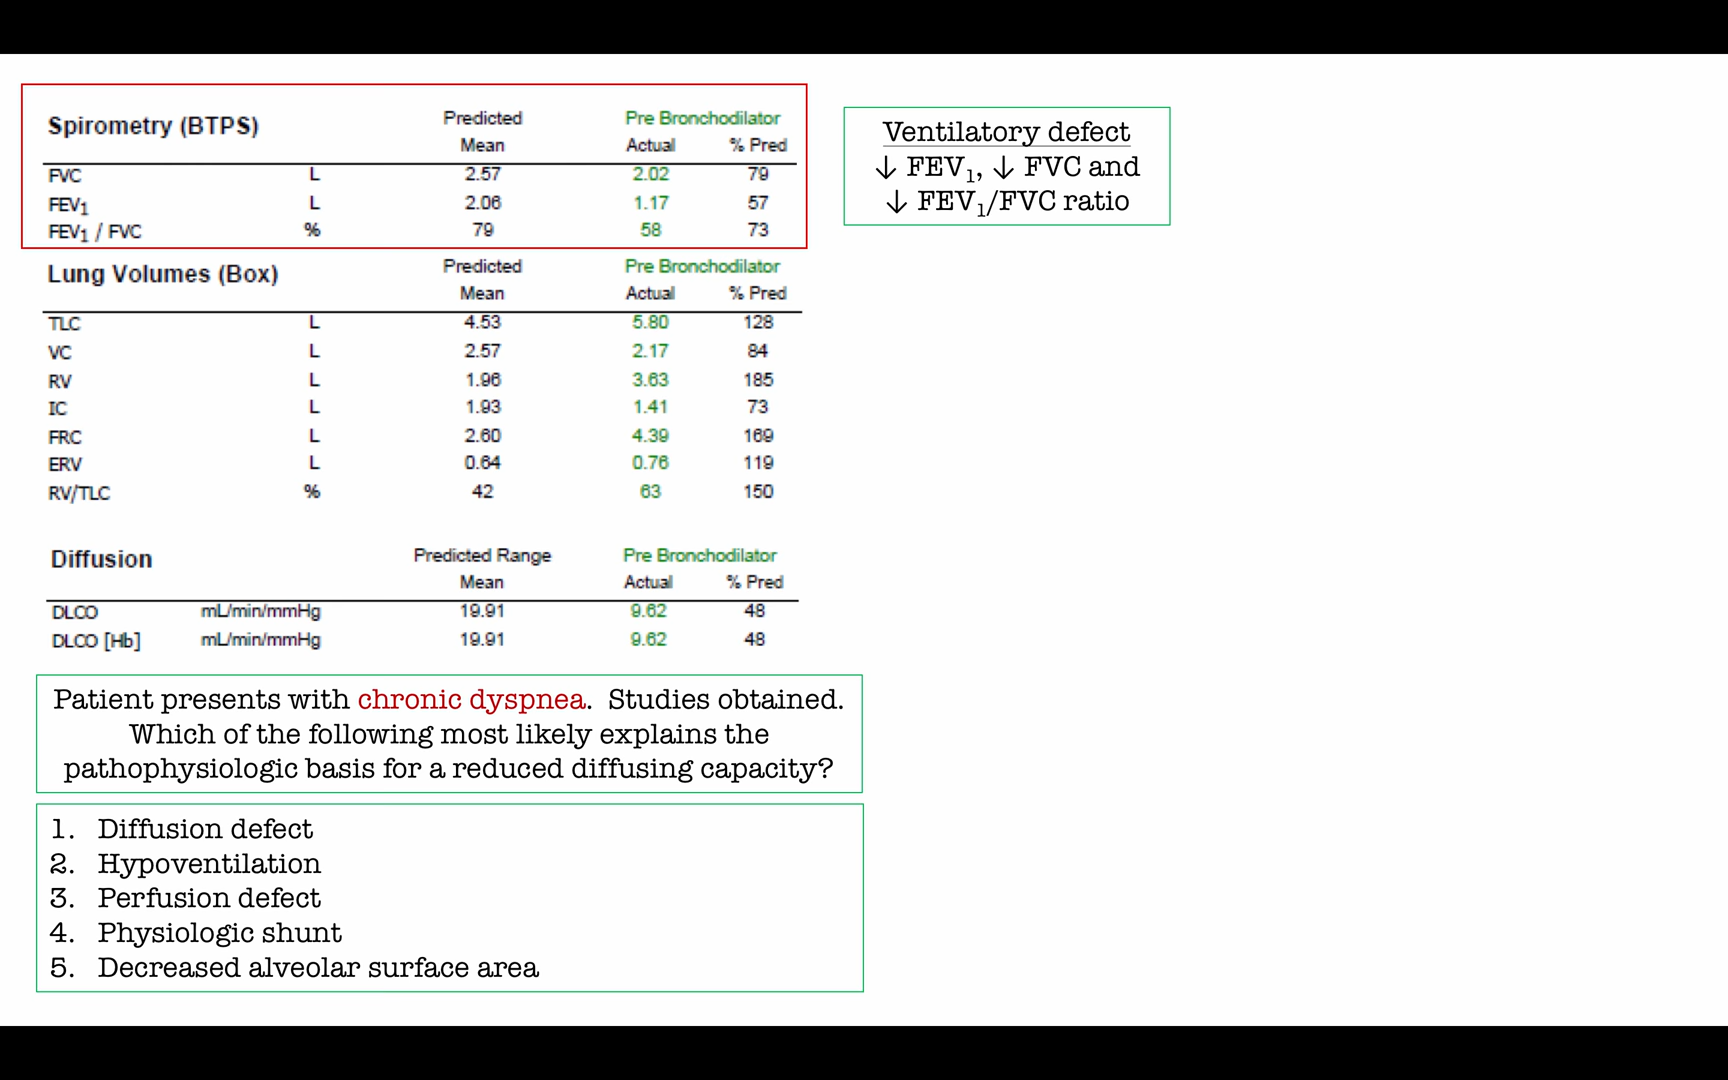 Spirometry (BTPS) Predicted Pre Bronchodilator
Mean Actual % Pred
FVC L 2.57 2.02 79
FEV₁ L 2.06 1.17 57
FEV₁ / FVC % 79 58 73
Lung Volumes (Box) Predicted Pre Bronchodilator
Mean Actual % Pred
TLC L 4.53 5.80 128
VC L 2.57 2.17 84
RV L 1.96 3.63 185
IC L 1.93 1.41 73
FRC L 2.60 4.39 169
ERV L 0.64 0.76 119
RV/TLC % 42 63 150
Diffusion Predicted Range Pre Bronchodilator
Mean Actual % Pred
DLCO mL/min/mmHg 19.91 9.62 48
DLCO [Hb] mL/min/mmHg 19.91 9.62 48
Ventilatory defect
↓ FEV₁, ↓ FVC and
↓ FEV₁/FVC ratio
Patient presents with chronic dyspnea. Studies obtained.
Which of the following most likely explains the
pathophysiologic basis for a reduced diffusing capacity?
1. Diffusion defect
2. Hypoventilation
3. Perfusion defect
4. Physiologic shunt
5. Decreased alveolar surface area